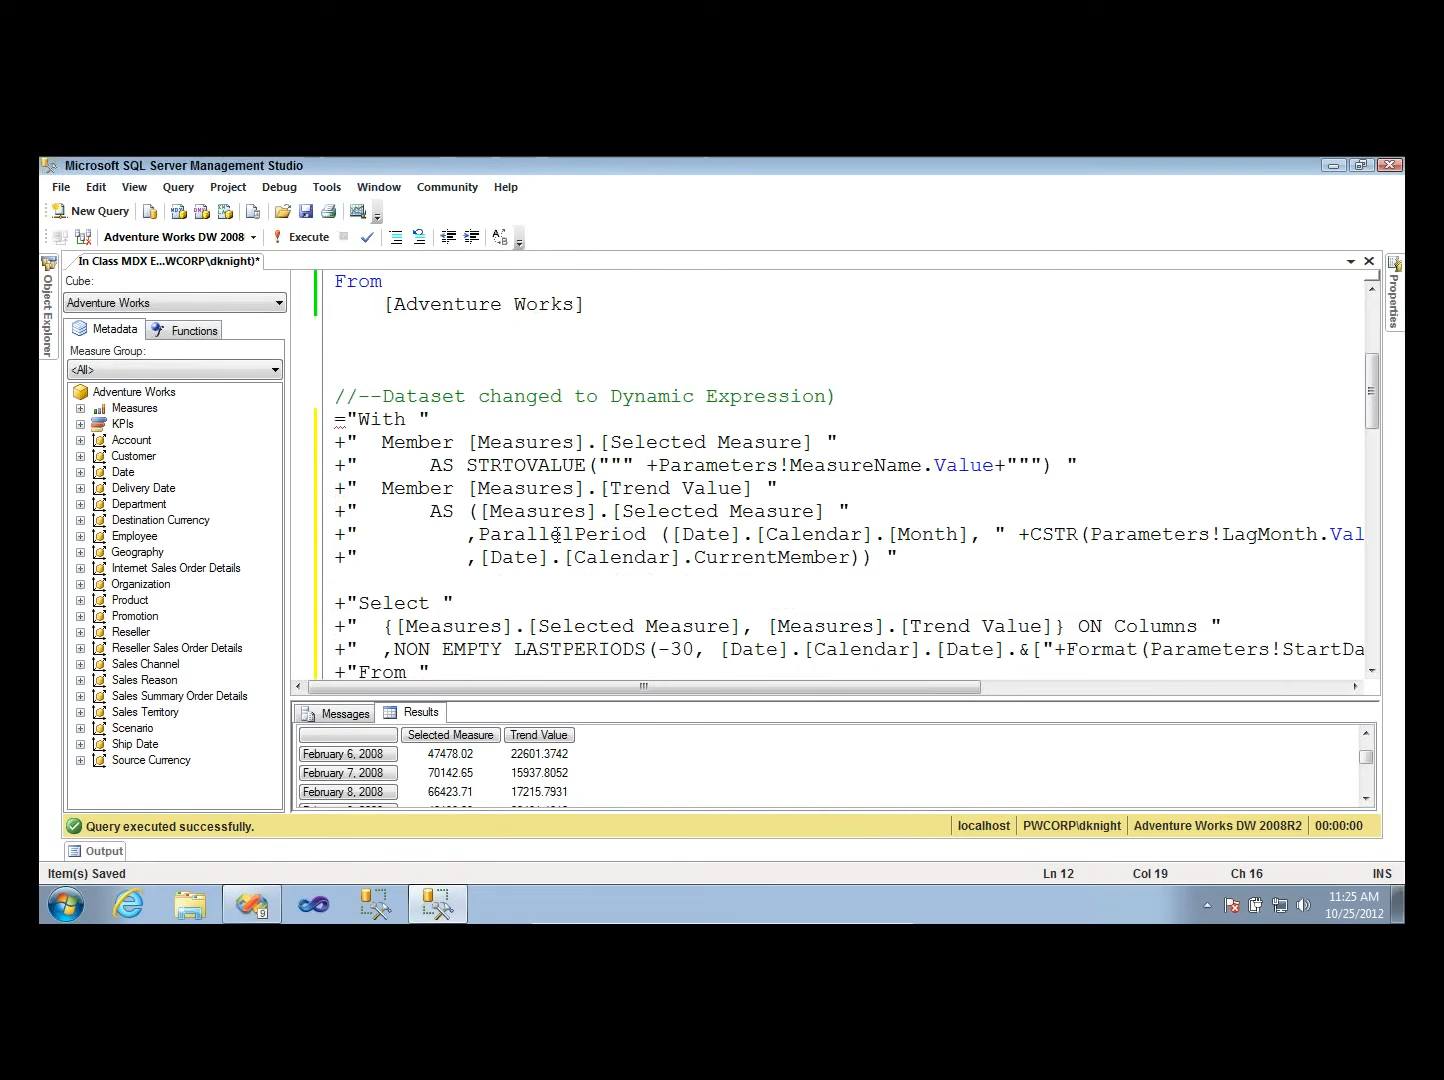 Microsoft SQL Server Management Studio
File Edit View Query Project Debug Tools Window Community Help
New Query
Adventure Works DW 2008 Execute
In Class MDX E...WCORP\dknight)*
Object Explorer
Properties
Cube:
Adventure Works
Metadata Functions
Measure Group:
<All>
Adventure Works
Measures
KPIs
Account
Customer
Date
Delivery Date
Department
Destination Currency
Employee
Geography
Internet Sales Order Details
Organization
Product
Promotion
Reseller
Reseller Sales Order Details
Sales Channel
Sales Reason
Sales Summary Order Details
Sales Territory
Scenario
Ship Date
Source Currency
From
[Adventure Works]
//--Dataset changed to Dynamic Expression)
="With "
+"  Member [Measures].[Selected Measure] "
+"      AS STRTOVALUE(""" +Parameters!MeasureName.Value+""") "
+"  Member [Measures].[Trend Value] "
+"      AS ([Measures].[Selected Measure] "
+"         ,ParallelPeriod ([Date].[Calendar].[Month], " +CSTR(Parameters!LagMonth.Val
+"         ,[Date].[Calendar].CurrentMember)) "
+"Select "
+"  {[Measures].[Selected Measure], [Measures].[Trend Value]} ON Columns "
+"  ,NON EMPTY LASTPERIODS(-30, [Date].[Calendar].[Date].&["+Format(Parameters!StartDa
+"From "
Messages Results
Selected Measure Trend Value
February 6, 2008 47478.02 22601.3742
February 7, 2008 70142.65 15937.8052
February 8, 2008 66423.71 17215.7931
Query executed successfully. localhost PWCORP\dknight Adventure Works DW 2008R2 00:00:00
Output
Item(s) Saved Ln 12 Col 19 Ch 16 INS
9
11:25 AM
10/25/2012